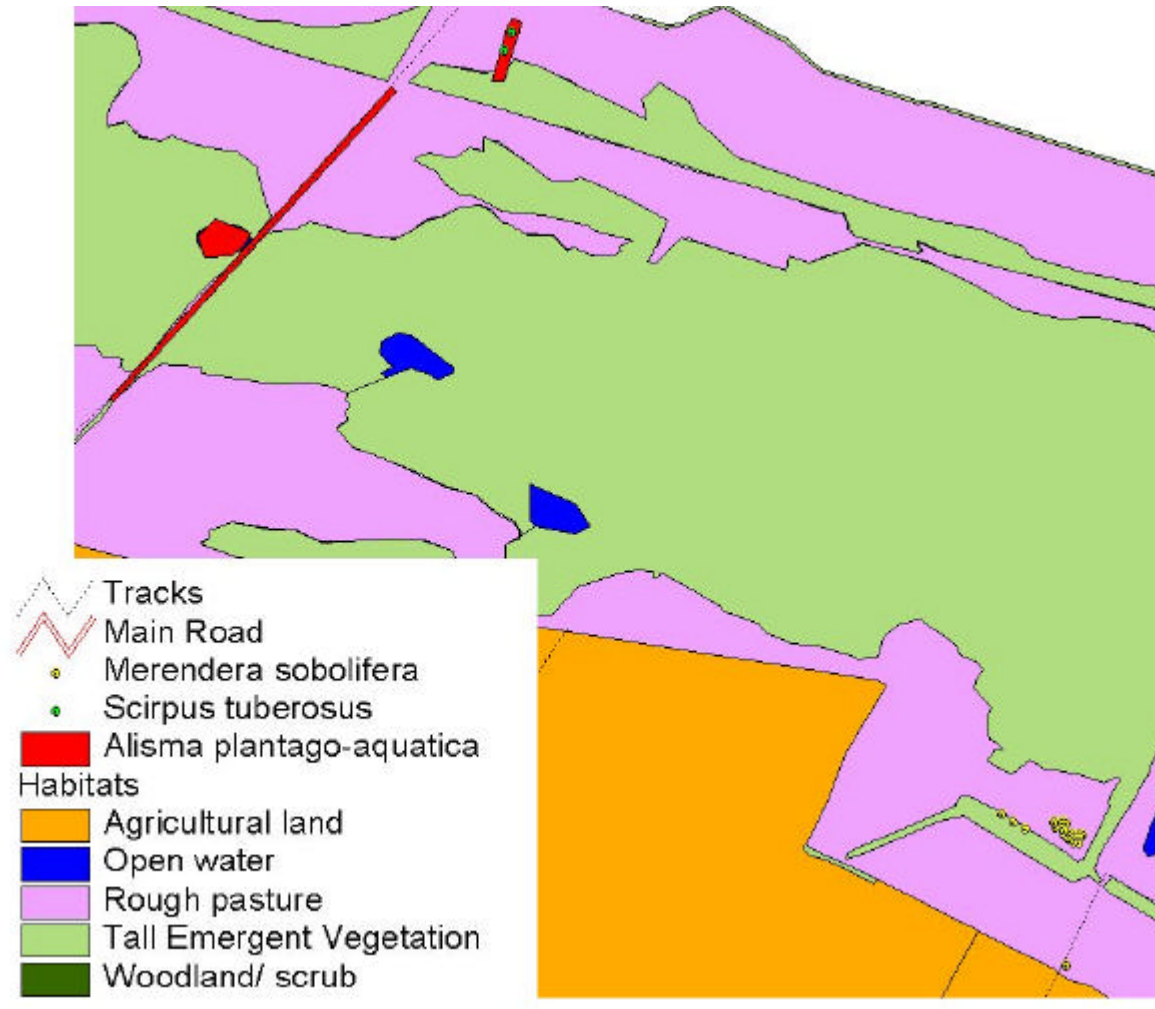 Tracks
Main Road
Merendera sobolifera
Scirpus tuberosus
Alisma plantago-aquatica
Habitats
Agricultural land
Open water
Rough pasture
Tall Emergent Vegetation
Woodland/ scrub